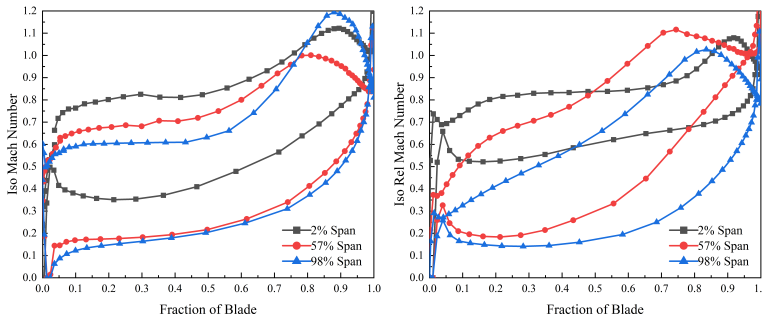 1.2
1.1
1.0
0.9
0.8
0.7
0.6
0.5
0.4
0.3
0.2
0.1
0.0
Iso Mach Number
2% Span
57% Span
98% Span
0.0 0.1 0.2 0.3 0.4 0.5 0.6 0.7 0.8 0.9 1.0
Fraction of Blade
1.2
1.1
1.0
0.9
0.8
0.7
0.6
0.5
0.4
0.3
0.2
0.1
0.0
Iso Rel Mach Number
2% Span
57% Span
98% Span
0.0 0.1 0.2 0.3 0.4 0.5 0.6 0.7 0.8 0.9 1.
Fraction of Blade